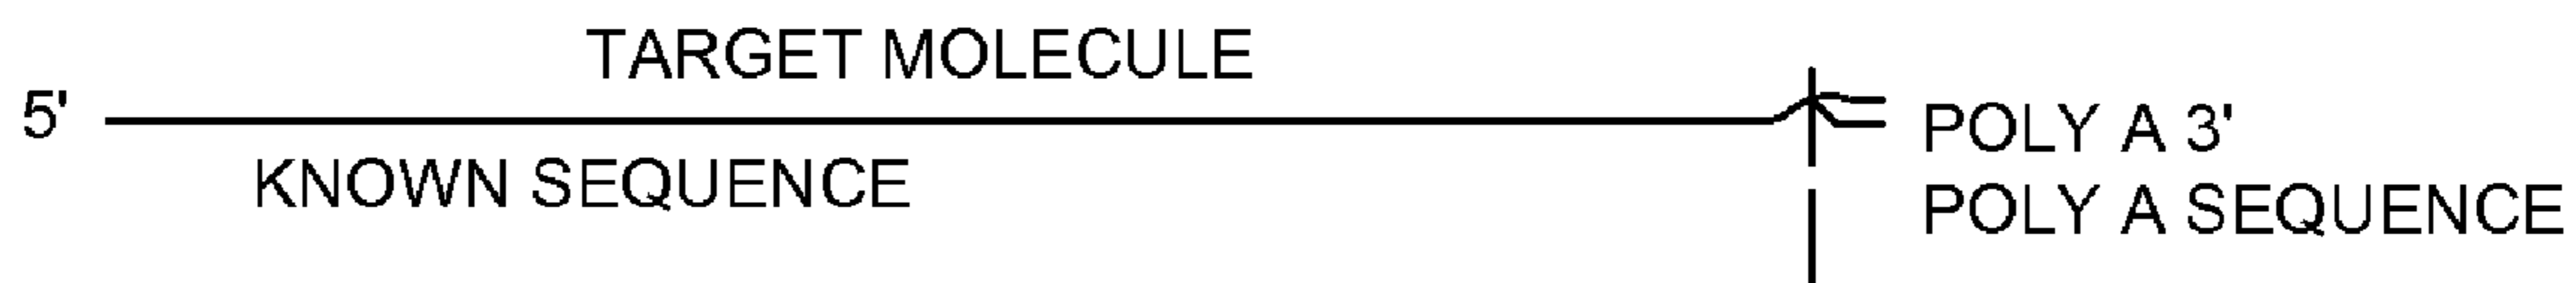 TARGET MOLECULE
5'
POLY A 3'
KNOWN SEQUENCE
POLY A SEQUENCE